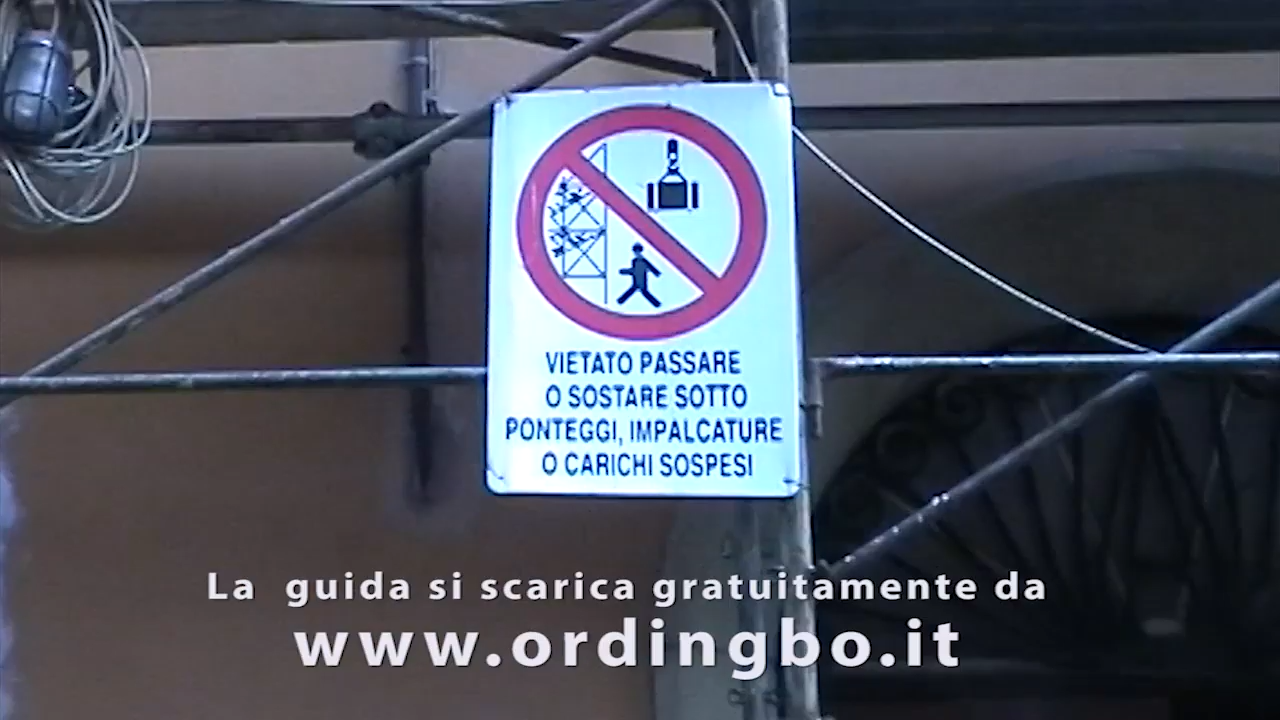 VIETATO PASSARE
O SOSTARE SOTTO
PONTEGGI, IMPALCATURE
O CARICHI SOSPESI
La guida si scarica gratuitamente da
www.ordingbo.it